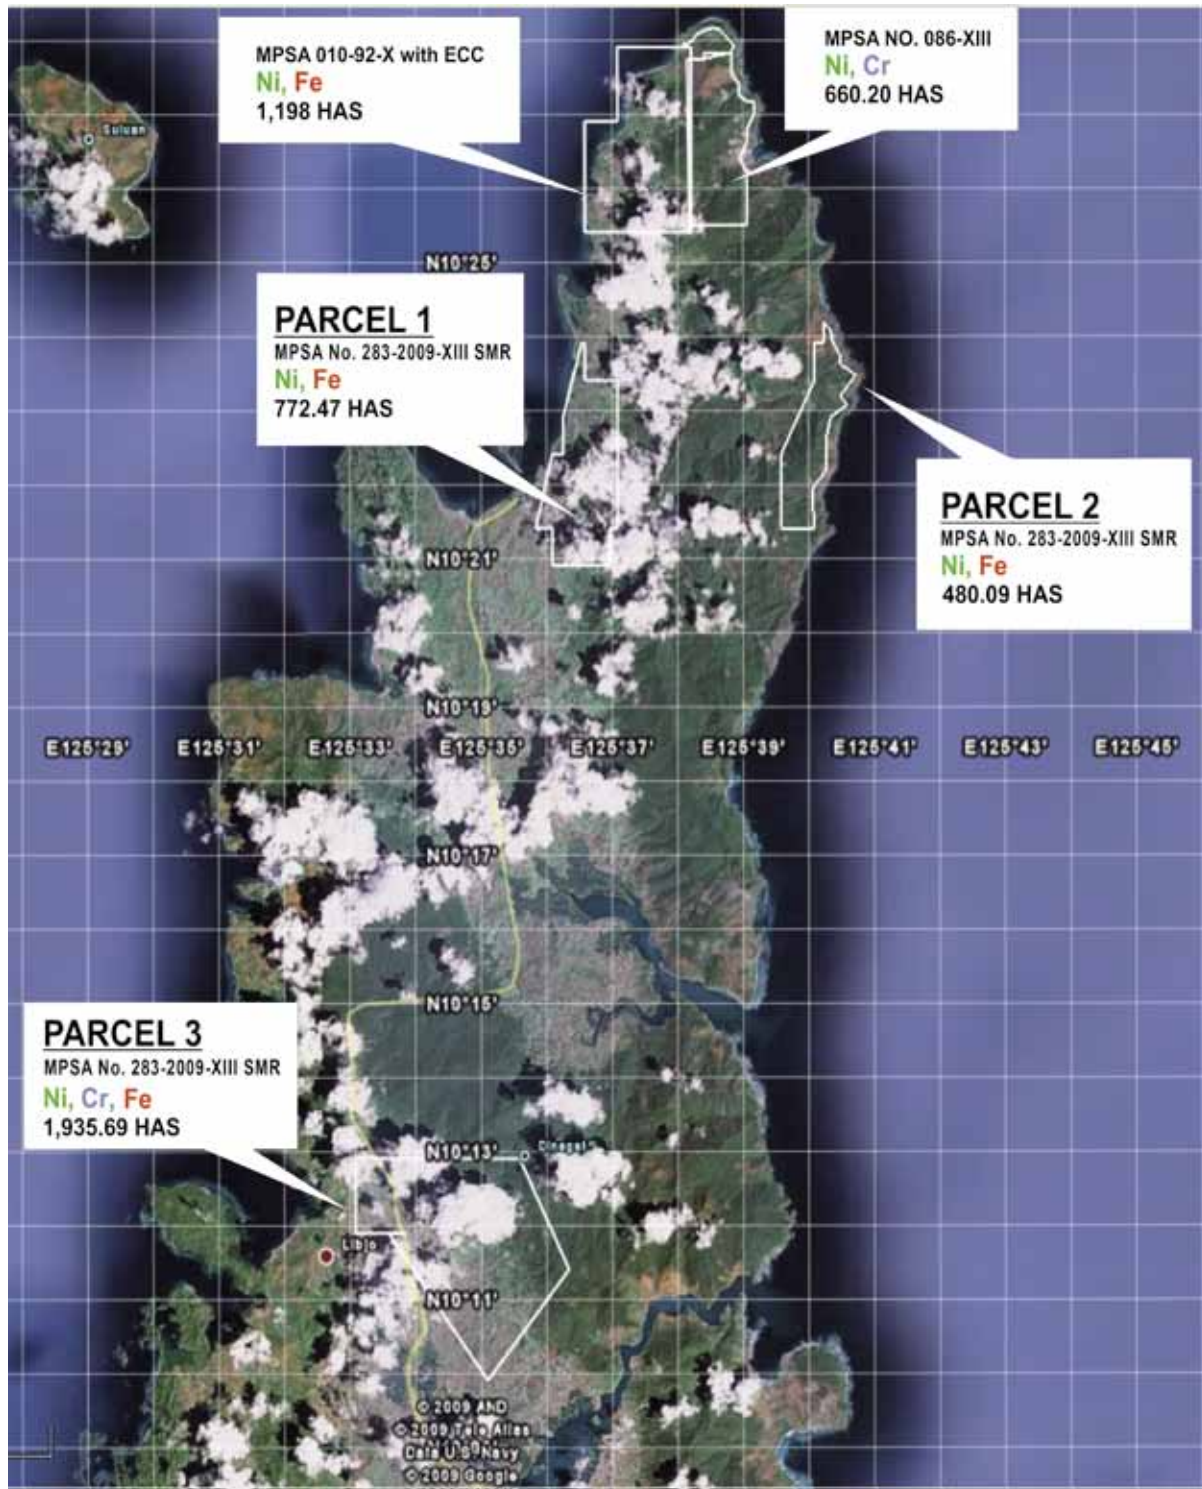 MPSA 010-92-X with ECC
Ni, Fe
1,198 HAS
MPSA NO. 086-XIII
Ni, Cr
660.20 HAS
Suluan
N10°25'
PARCEL 1
MPSA No. 283-2009-XIII SMR
Ni, Fe
772.47 HAS
PARCEL 2
MPSA No. 283-2009-XIII SMR
Ni, Fe
480.09 HAS
N10°21'
N10°19'
E125°29' E125°31' E125°33' E125°35' E125°37' E125°39' E125°41' E125°43' E125°45'
N10°17'
N10°15'
PARCEL 3
MPSA No. 283-2009-XIII SMR
Ni, Cr, Fe
1,935.69 HAS
N10°13'
Dinagat
Libjo
N10°11'
© 2009 AND
© 2009 Tele Atlas
Data U.S. Navy
© 2009 Google